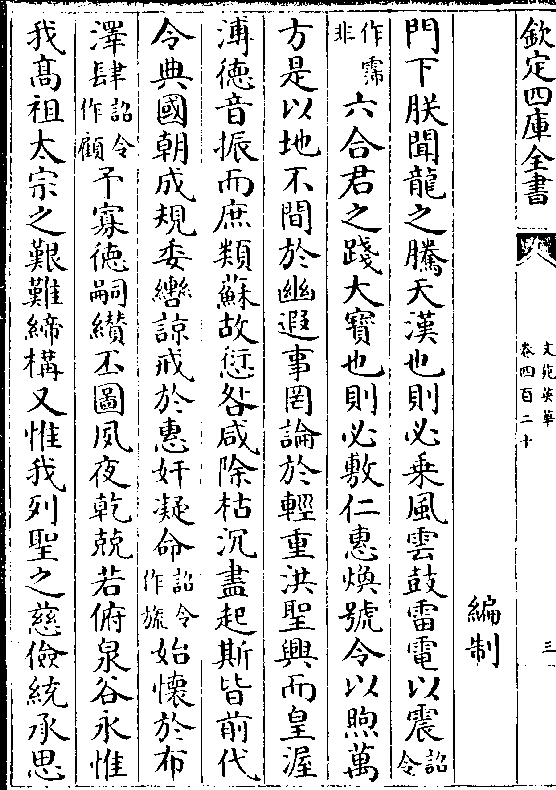 欽定四庫全書
文苑英華
卷四百二十
三
編制
門下朕聞龍之騰天漢也則必乗風雲鼓雷電以震詔令
作霈非六合君之踐大寶也則必敷仁惠煥號令以煦萬
方是以地不間於幽遐事罔論於輕重洪聖興而皇渥
溥徳音振而庶類蘇故愆咎咸除枯沉盡起斯皆前代
令典國朝成規委轡諒戒於惠奸凝命詔令作旒始懷於布
澤肆詔令作顧予寡徳嗣纉丕圖夙夜乾兢若俯泉谷永惟
我髙祖太宗之艱難締構又惟我列聖之慈儉統承思